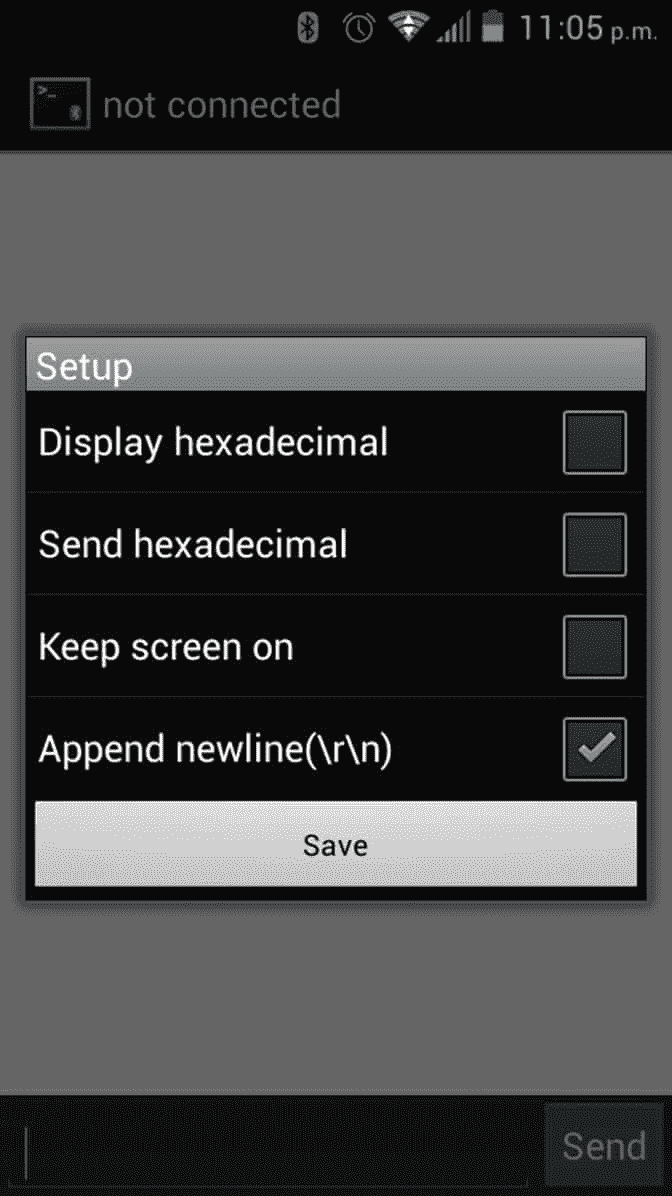 11:05 p.m.
not connected
Setup
Display hexadecimal
Send hexadecimal
Keep screen on
Append newline(\r\n)
Save
Send